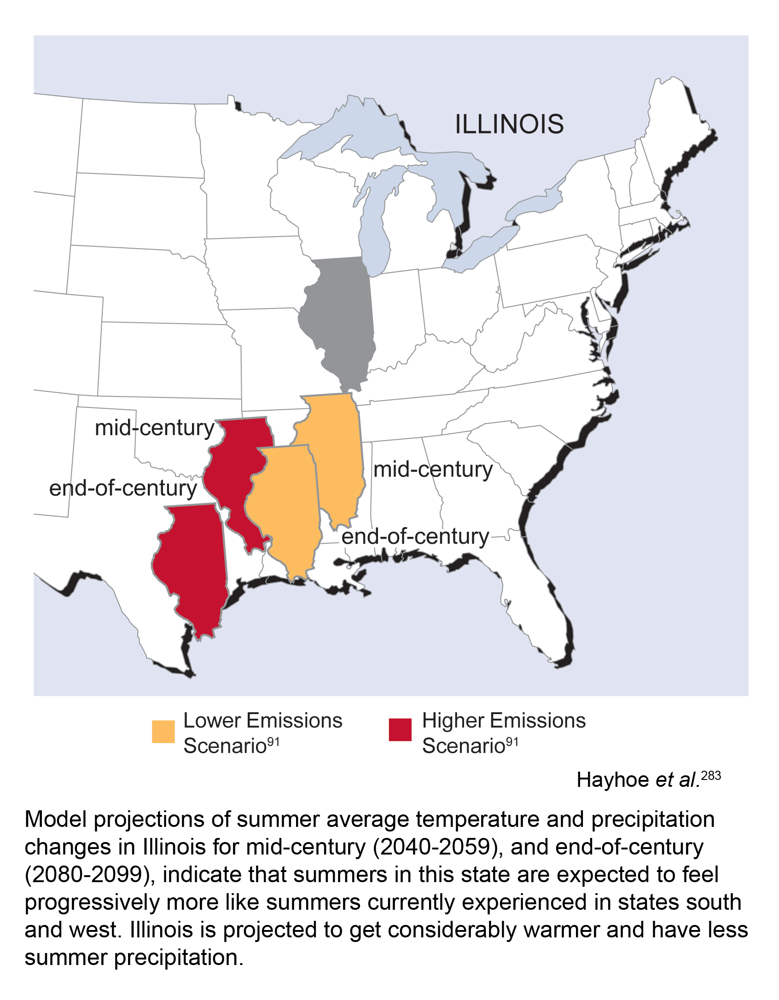 ILLINOIS
mid-century
mid-century
end-of-century
end-of-century
Lower Emissions
Scenario91
Higher Emissions
Scenario91
Hayhoe et al.283
Model projections of summer average temperature and precipitation
changes in Illinois for mid-century (2040-2059), and end-of-century
(2080-2099), indicate that summers in this state are expected to feel
progressively more like summers currently experienced in states south
and west. Illinois is projected to get considerably warmer and have less
summer precipitation.